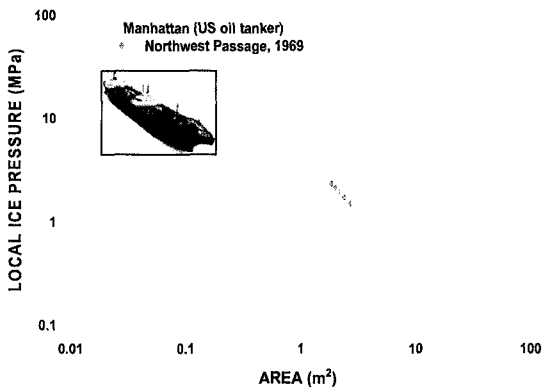 100
Manhattan (US oil tanker)
Northwest Passage, 1969
10
1
0.1
LOCAL ICE PRESSURE (MPa)
0.01 0.1 1 10 100
AREA (m²)